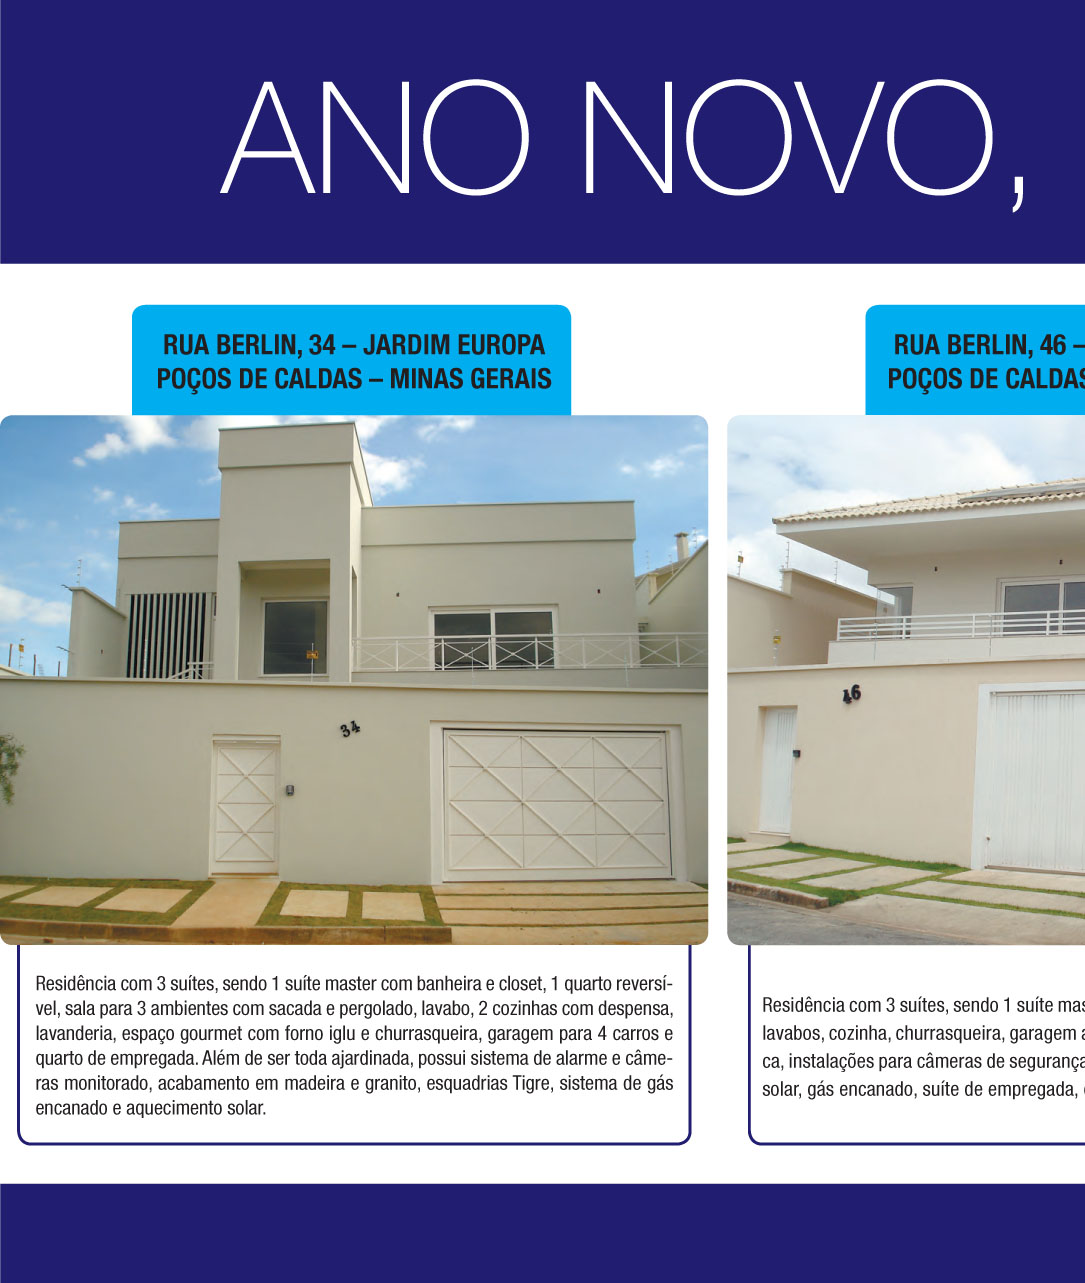 ANO NOVO,
RUA BERLIN, 34 – JARDIM EUROPA
POÇOS DE CALDAS – MINAS GERAIS
34
Residência com 3 suítes, sendo 1 suíte master com banheira e closet, 1 quarto reversí-
vel, sala para 3 ambientes com sacada e pergolado, lavabo, 2 cozinhas com despensa,
lavanderia, espaço gourmet com forno iglu e churrasqueira, garagem para 4 carros e
quarto de empregada. Além de ser toda ajardinada, possui sistema de alarme e câme-
ras monitorado, acabamento em madeira e granito, esquadrias Tigre, sistema de gás
encanado e aquecimento solar.
RUA BERLIN, 46 –
POÇOS DE CALDAS
46
Residência com 3 suítes, sendo 1 suíte mas
lavabos, cozinha, churrasqueira, garagem
ca, instalações para câmeras de segurança
solar, gás encanado, suíte de empregada,